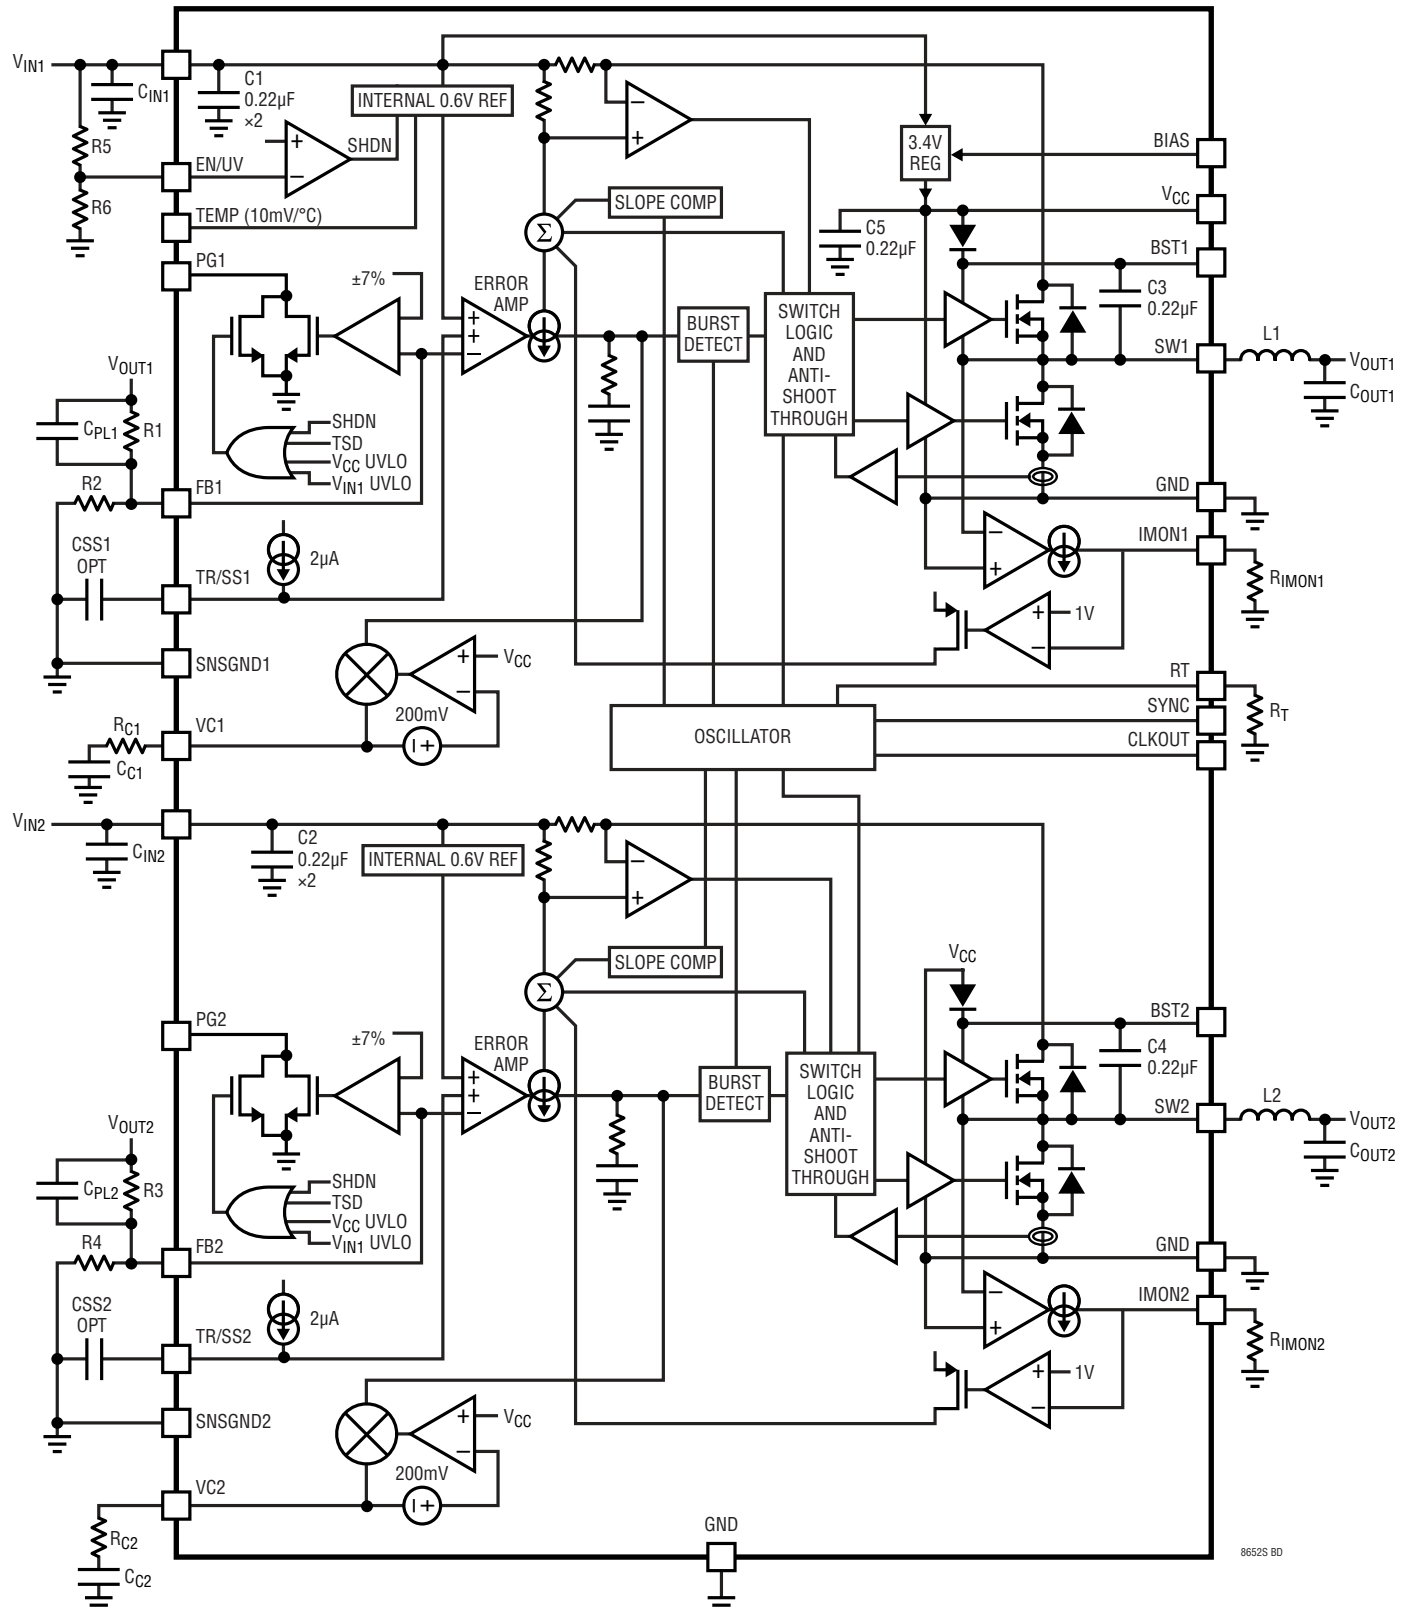 VIN1
CIN1
C1
0.22µF
×2
INTERNAL 0.6V REF
R5
+
−
SHDN
EN/UV
R6
TEMP (10mV/°C)
−
+
3.4V
REG
BIAS
VCC
SLOPE COMP
Σ
C5
0.22µF
BST1
PG1
±7%
ERROR
AMP
+
+
−
BURST
DETECT
SWITCH
LOGIC
AND
ANTI-
SHOOT
THROUGH
C3
0.22µF
SW1
L1
VOUT1
COUT1
VOUT1
CPL1
R1
SHDN
TSD
VCC UVLO
VIN1 UVLO
R2
FB1
GND
CSS1
OPT
2µA
TR/SS1
−
+
IMON1
RIMON1
+
−
1V
SNSGND1
+
−
VCC
200mV
+
RC1
VC1
CC1
OSCILLATOR
RT
SYNC
CLKOUT
RT
VIN2
CIN2
C2
0.22µF
×2
INTERNAL 0.6V REF
−
+
SLOPE COMP
Σ
VCC
BST2
PG2
±7%
ERROR
AMP
+
+
−
BURST
DETECT
SWITCH
LOGIC
AND
ANTI-
SHOOT
THROUGH
C4
0.22µF
SW2
L2
VOUT2
COUT2
VOUT2
CPL2
R3
SHDN
TSD
VCC UVLO
VIN1 UVLO
R4
FB2
GND
CSS2
OPT
2µA
TR/SS2
−
+
IMON2
RIMON2
+
−
1V
SNSGND2
+
−
VCC
200mV
+
VC2
RC2
CC2
GND
8652S BD